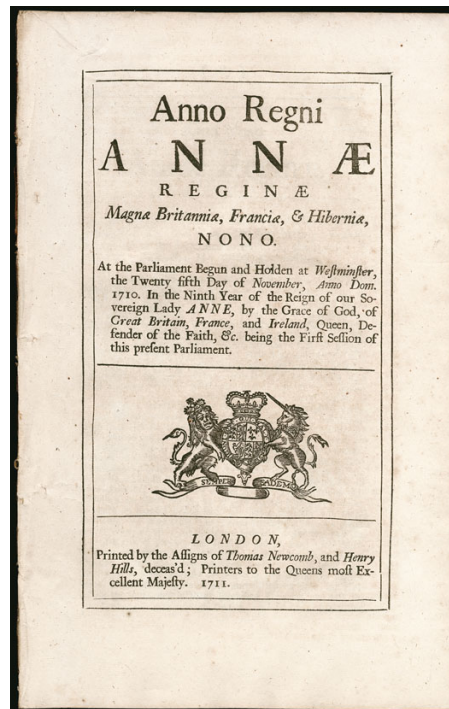 Anno Regni
ANNÆ
REGINÆ
Magnæ Britanniæ, Franciæ, & Hiberniæ,
NONO.
At the Parliament Begun and Holden at Weſtminſter,
the Twenty fifth Day of November, Anno Dom.
1710. In the Ninth Year of the Reign of our So-
vereign Lady ANNE, by the Grace of God, of
Great Britain, France, and Ireland, Queen, De-
fender of the Faith, &c. being the Firſt Seſſion of
this preſent Parliament.
SEMPER EADEM
LONDON,
Printed by the Aſſigns of Thomas Newcomb, and Henry
Hills, deceas'd; Printers to the Queens moſt Ex-
cellent Majeſty. 1711.